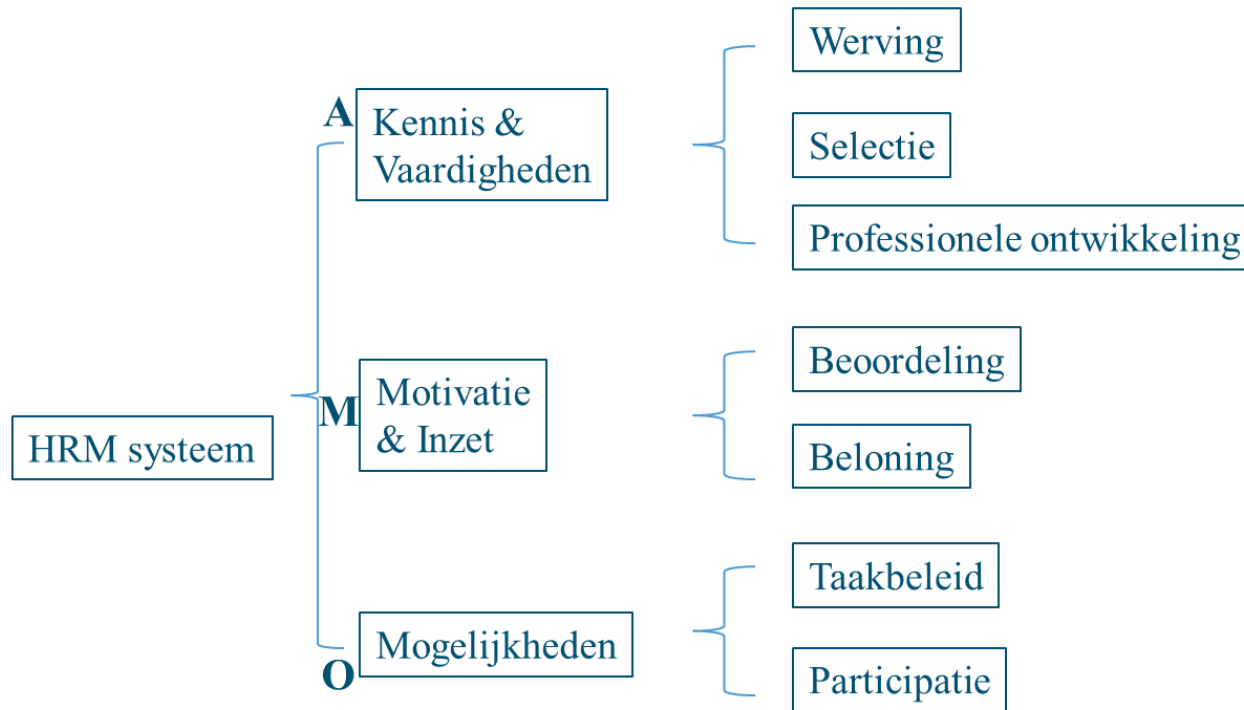 Werving
A
Kennis &
Vaardigheden
Selectie
Professionele ontwikkeling
Beoordeling
M
Motivatie
& Inzet
HRM systeem
Beloning
Taakbeleid
O
Mogelijkheden
Participatie